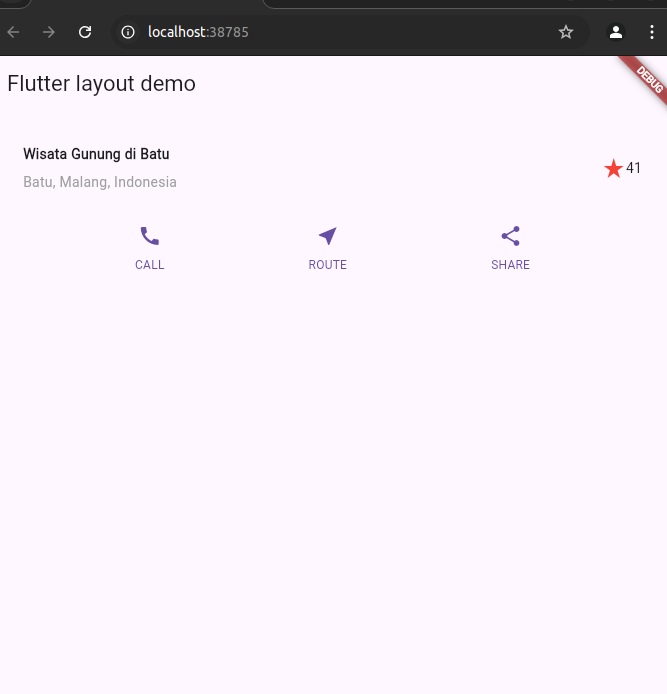 localhost:38785
Flutter layout demo
DEBUG
Wisata Gunung di Batu
Batu, Malang, Indonesia
41
CALL
ROUTE
SHARE